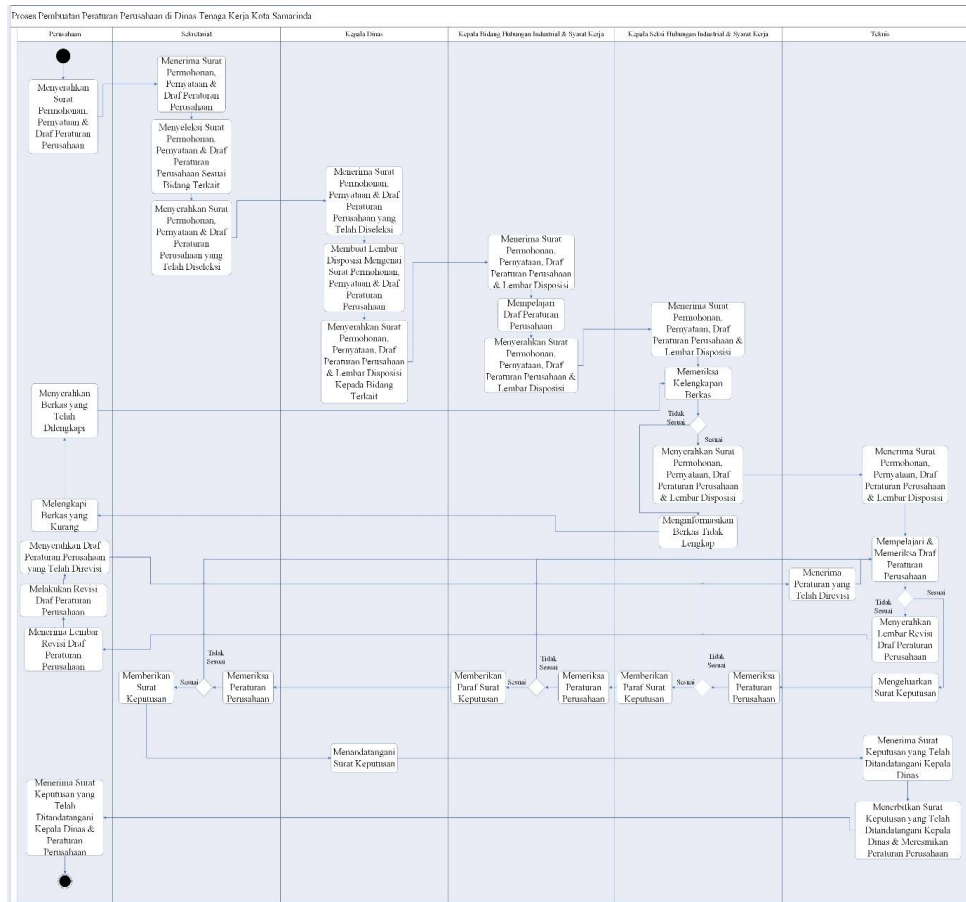 Proses Pembuatan Peraturan Perusahaan di Dinas Tenaga Kerja Kota Samarinda
Perusahaan
Sekretariat
Kepala Dinas
Kepala Bidang Hubungan Industrial & Syarat Kerja
Kepala Seksi Hubungan Industrial & Syarat Kerja
Teknis
Menyerahkan
Surat
Permohonan,
Pernyataan &
Draf Peraturan
Perusahaan
Menerima Surat
Permohonan,
Pernyataan &
Draf Peraturan
Perusahaan
Menyeleksi Surat
Permohonan,
Pernyataan & Draf
Peraturan
Perusahaan Sesuai
Bidang Terkait
Menyerahkan Surat
Permohonan,
Pernyataan & Draf
Peraturan
Perusahaan yang
Telah Diseleksi
Menerima Surat
Permohonan,
Pernyataan & Draf
Peraturan
Perusahaan yang
Telah Diseleksi
Membuat Lembar
Disposisi Mengenai
Surat Permohonan,
Pernyataan & Draf
Peraturan
Perusahaan
Menyerahkan Surat
Permohonan,
Pernyataan, Draf
Peraturan Perusahaan
& Lembar Disposisi
Kepada Bidang
Terkait
Menerima Surat
Permohonan,
Pernyataan, Draf
Peraturan Perusahaan
& Lembar Disposisi
Mempelajari
Draf Peraturan
Perusahaan
Menyerahkan Surat
Permohonan,
Pernyataan, Draf
Peraturan Perusahaan &
Lembar Disposisi
Menerima Surat
Permohonan,
Pernyataan, Draf
Peraturan Perusahaan &
Lembar Disposisi
Memeriksa
Kelengkapan
Berkas
Tidak
Sesuai
Sesuai
Menyerahkan Surat
Permohonan,
Pernyataan, Draf
Peraturan Perusahaan
& Lembar Disposisi
Menerima Surat
Permohonan,
Pernyataan, Draf
Peraturan Perusahaan
& Lembar Disposisi
Menginformasikan
Berkas Tidak
Lengkap
Menyerahkan
Berkas yang
Telah
Dilengkapi
Melengkapi
Berkas yang
Kurang
Menyerahkan Draf
Peraturan Perusahaan
yang Telah Direvisi
Melakukan Revisi
Draf Peraturan
Perusahaan
Menerima Lembar
Revisi Draf
Peraturan
Perusahaan
Menerima
Peraturan yang
Telah Direvisi
Mempelajari &
Memeriksa Draf
Peraturan
Perusahaan
Sesuai
Tidak
Sesuai
Menyerahkan
Lembar Revisi
Draf Peraturan
Perusahaan
Mengeluarkan
Surat Keputusan
Memeriksa
Peraturan
Perusahaan
Tidak
Sesuai
Sesuai
Memberikan
Paraf Surat
Keputusan
Memeriksa
Peraturan
Perusahaan
Tidak
Sesuai
Sesuai
Memberikan
Paraf Surat
Keputusan
Memeriksa
Peraturan
Perusahaan
Tidak
Sesuai
Sesuai
Memberikan
Surat
Keputusan
Menandatangani
Surat Keputusan
Menerima Surat
Keputusan yang Telah
Ditandatangani Kepala
Dinas
Menerbitkan Surat
Keputusan yang Telah
Ditandatangani Kepala
Dinas & Meresmikan
Peraturan Perusahaan
Menerima Surat
Keputusan yang
Telah
Ditandatangani
Kepala Dinas &
Peraturan
Perusahaan